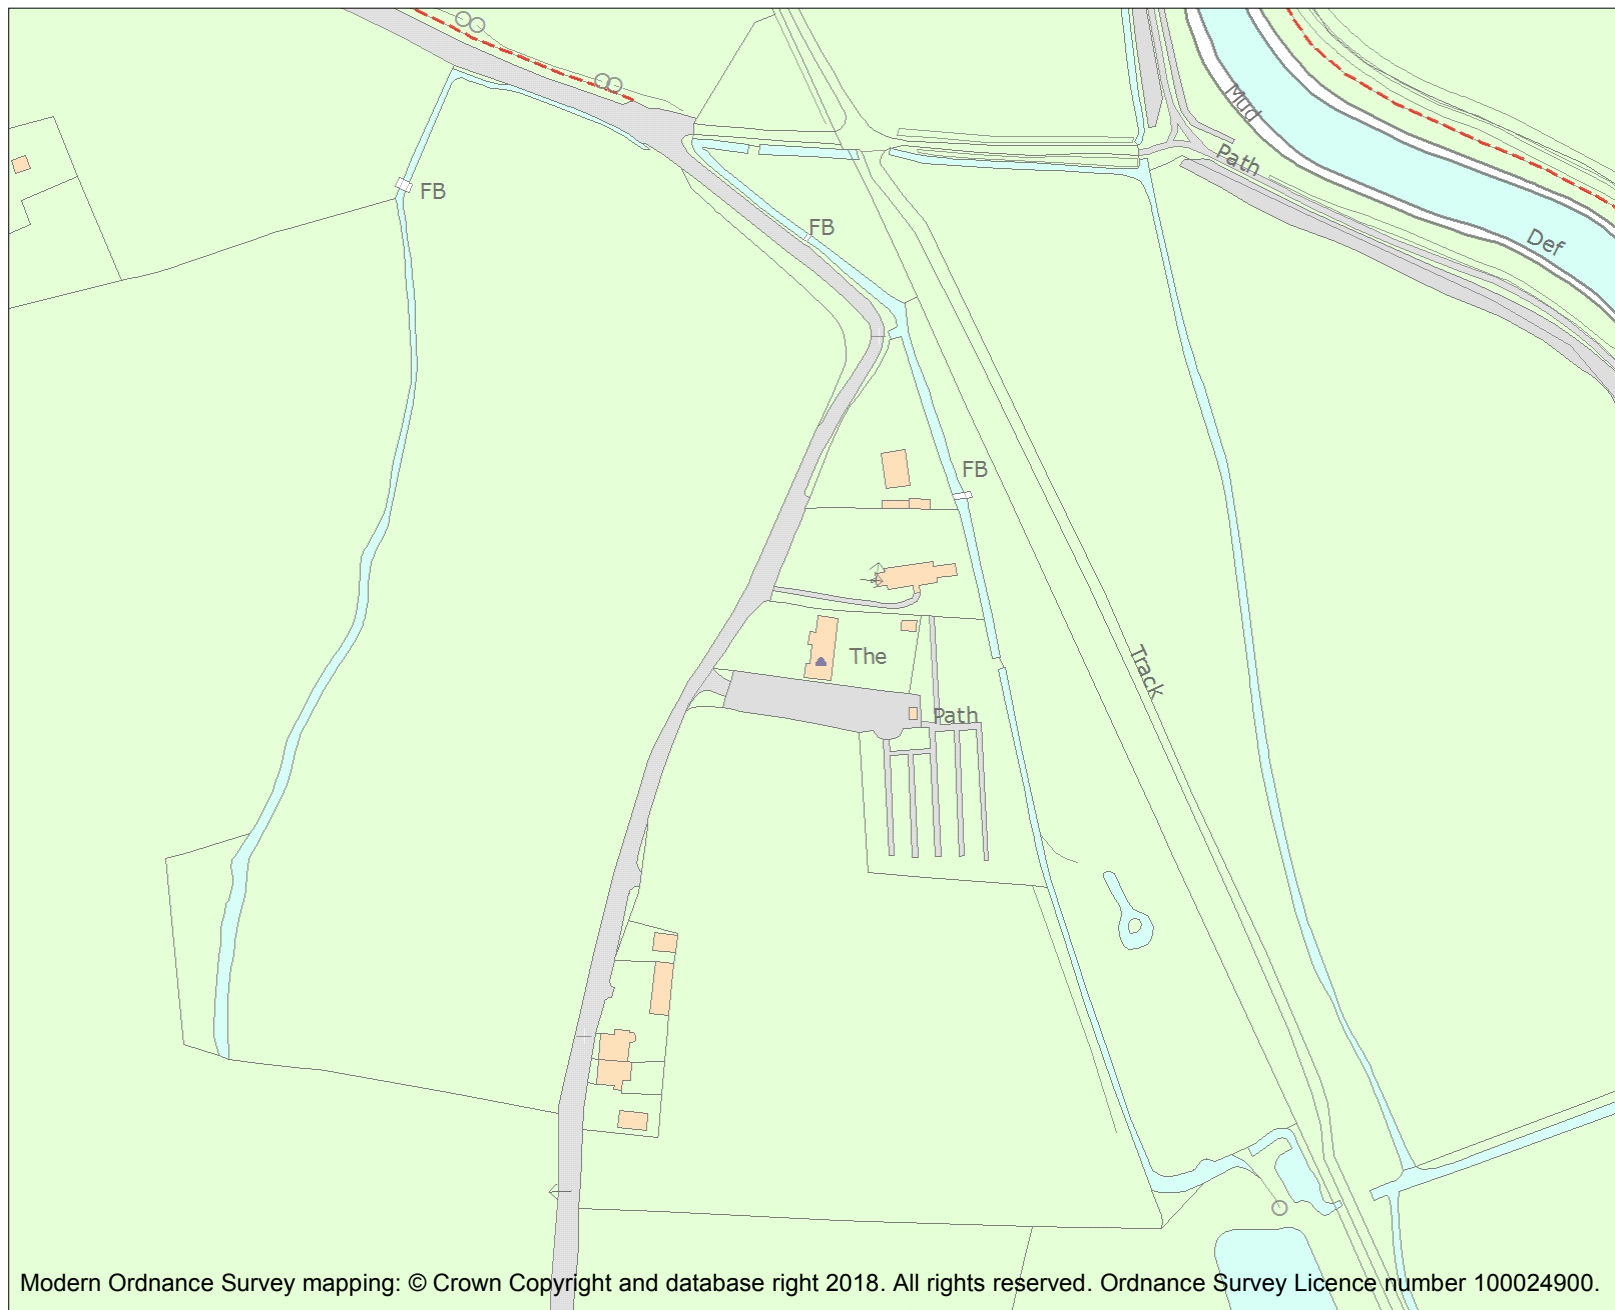 Mud
Path
FB
FB
Def
FB
The
Track
Path
Modern Ordnance Survey mapping: © Crown Copyright and database right 2018. All rights reserved. Ordnance Survey Licence number 100024900.